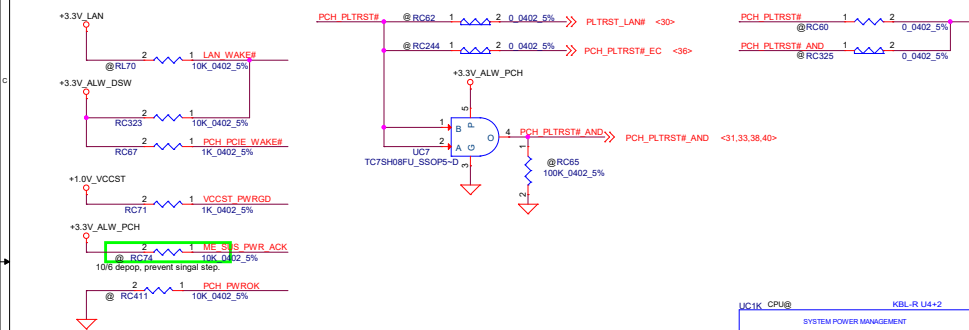 +3.3V_LAN
2 1 LAN_WAKE#
@RL70 10K_0402_5%
+3.3V_ALW_DSW
2 1
RC323 10K_0402_5%
2 1 PCH_PCIE_WAKE#
RC67 1K_0402_5%
+1.0V_VCCST
2 1 VCCST_PWRGD
RC71 1K_0402_5%
+3.3V_ALW_PCH
2 1 ME_SUS_PWR_ACK
@ RC74 10K_0402_5%
10/6 depop, prevent singal step.
2 1 PCH_PWROK
@ RC411 10K_0402_5%
C
PCH_PLTRST# @RC62 1 2 0_0402_5% PLTRST_LAN# <30>
@RC244 1 2 0_0402_5% PCH_PLTRST#_EC <36>
+3.3V_ALW_PCH
5
1 B P
O 4 PCH_PLTRST#_AND PCH_PLTRST#_AND <31,33,38,40>
2 A G
UC7
TC7SH08FU_SSOP5~D
3
1
@RC65
100K_0402_5%
2
PCH_PLTRST# 1 2
@RC60 0_0402_5%
PCH_PLTRST#_AND 1 2
@RC325 0_0402_5%
UC1K CPU@ KBL-R U4+2
SYSTEM POWER MANAGEMENT